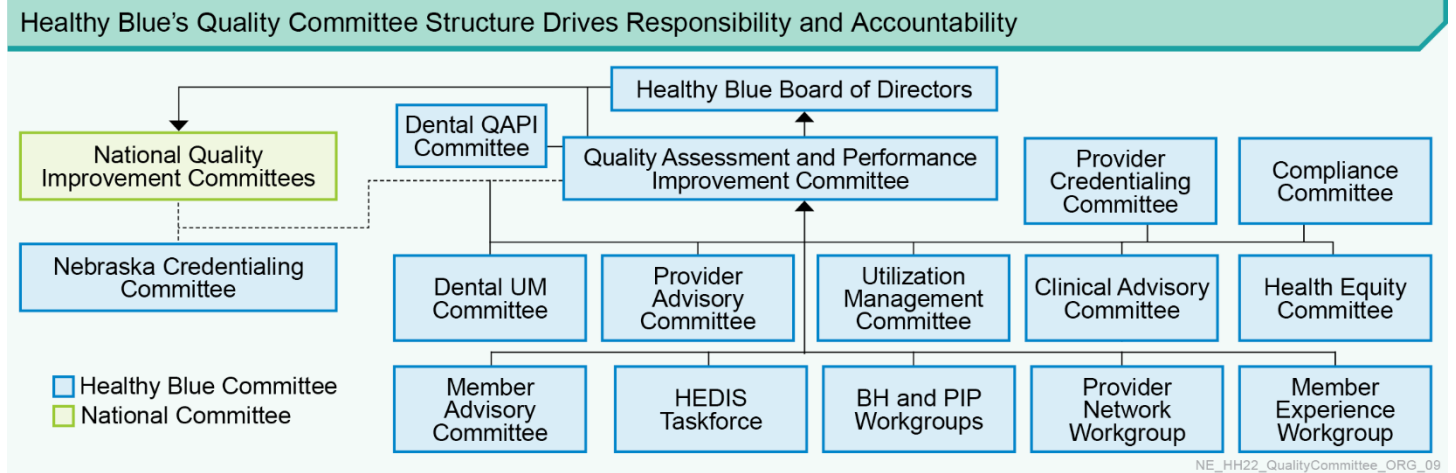 Healthy Blue's Quality Committee Structure Drives Responsibility and Accountability
Healthy Blue Board of Directors
National Quality
Improvement Committees
Dental QAPI
Committee
Quality Assessment and Performance
Improvement Committee
Provider
Credentialing
Committee
Compliance
Committee
Nebraska Credentialing
Committee
Dental UM
Committee
Provider
Advisory
Committee
Utilization
Management
Committee
Clinical Advisory
Committee
Health Equity
Committee
Healthy Blue Committee
National Committee
Member
Advisory
Committee
HEDIS
Taskforce
BH and PIP
Workgroups
Provider
Network
Workgroup
Member
Experience
Workgroup
NE_HH22_QualityCommittee_ORG_09